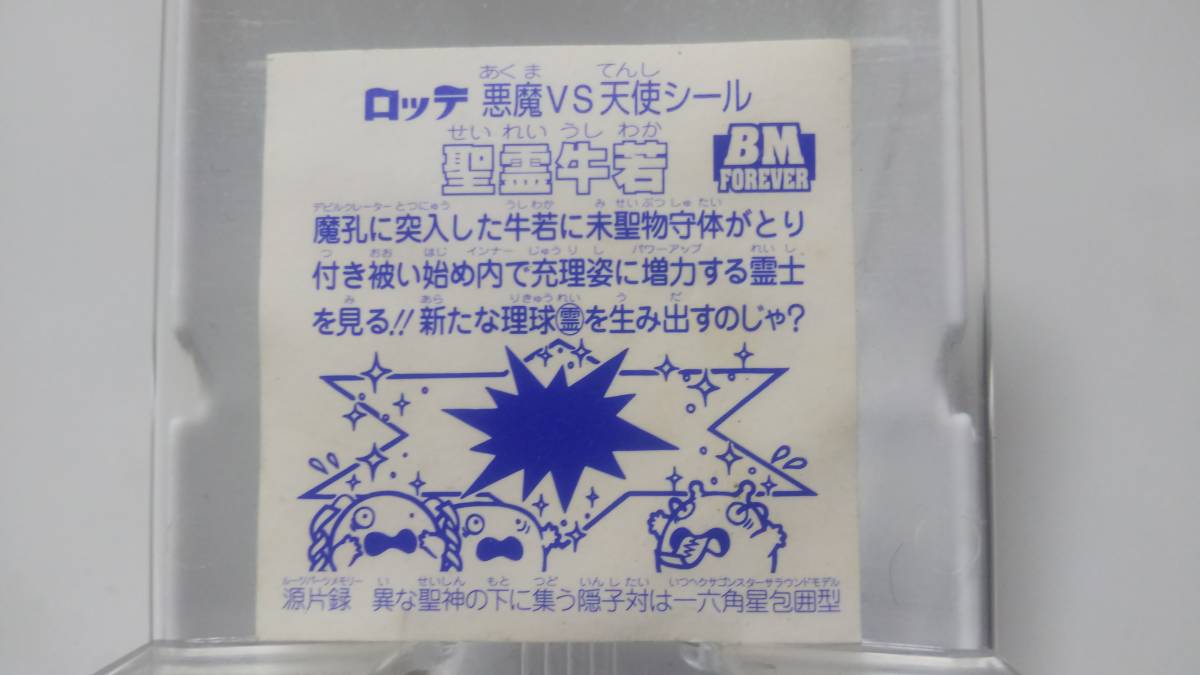 あくま てんし
ロッテ 悪魔VS天使シール
せいれいうしわか
聖霊牛若
BM
FOREVER
デビルクレーター とつにゅう うしわか み せいぶつ しゅ たい
魔孔に突入した牛若に未聖物守体がとり
つ おお はじ インナー じゅう り し パワーアップ れいし
付き被い始め内で充理姿に増力する霊士
み あら りきゅうれい う だ
を見る!!新たな理球霊を生み出すのじゃ?
ルーツパーツメモリー い せいしん もと つど いんしたい いつヘクサゴンスターサラウンドモデル
源片録 異な聖神の下に集う隠子対は一六角星包囲型